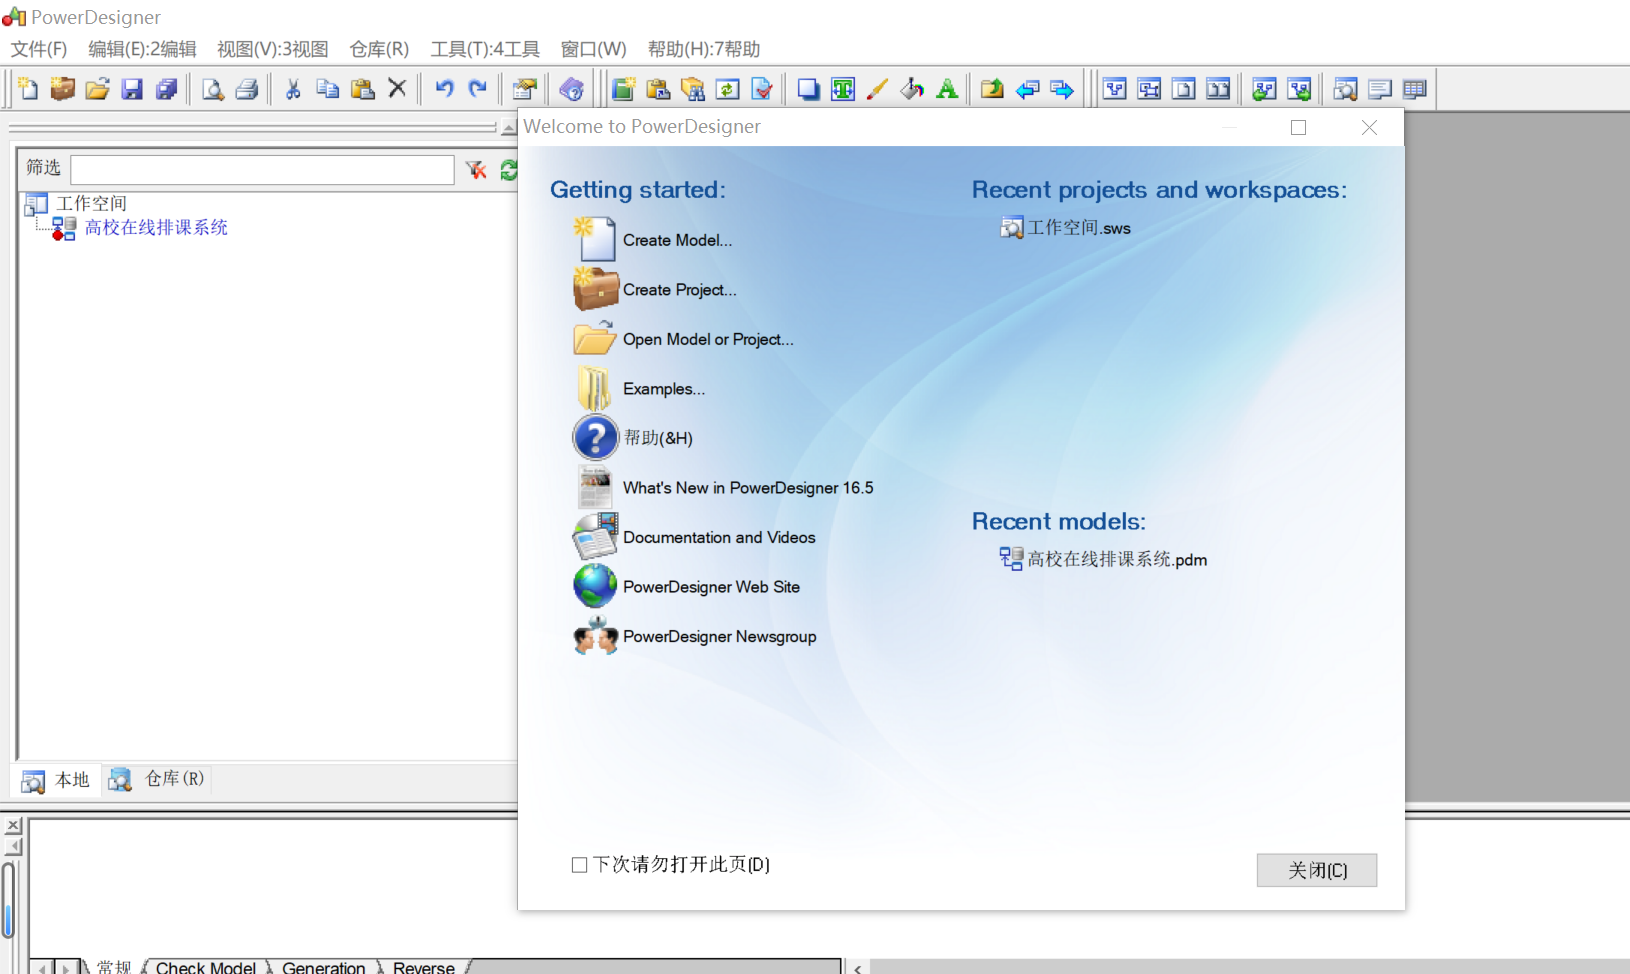 PowerDesigner
文件(F) 编辑(E):2编辑 视图(V):3视图 仓库(R) 工具(T):4工具 窗口(W) 帮助(H):7帮助
筛选
工作空间
高校在线排课系统
本地 仓库(R)
Welcome to PowerDesigner
Getting started:
Create Model...
Create Project...
Open Model or Project...
Examples...
帮助(&H)
What's New in PowerDesigner 16.5
Documentation and Videos
PowerDesigner Web Site
PowerDesigner Newsgroup
Recent projects and workspaces:
工作空间.sws
Recent models:
高校在线排课系统.pdm
下次请勿打开此页(D)
关闭(C)
常规 Check Model Generation Reverse